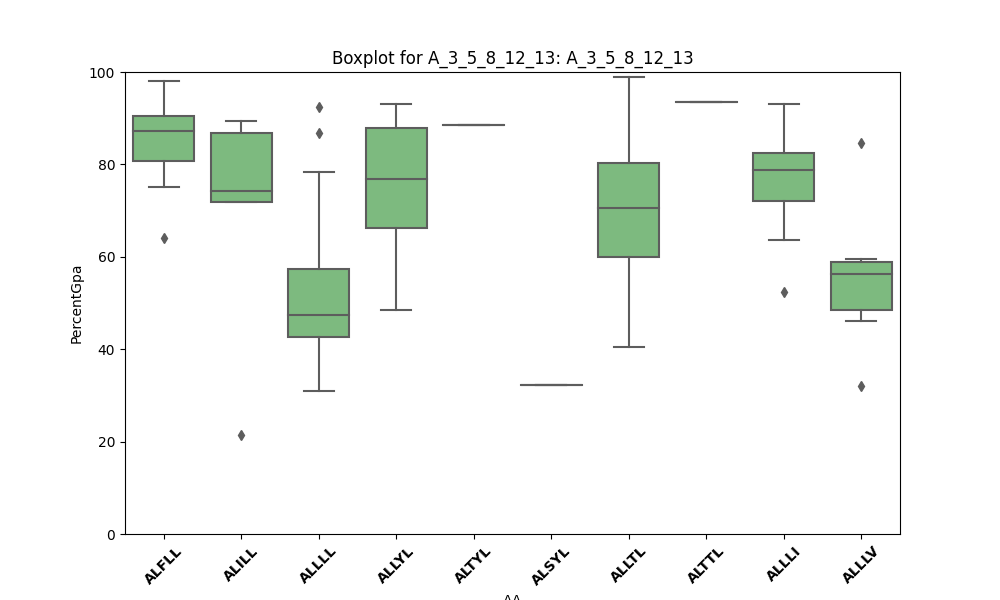 Boxplot for A_3_5_8_12_13: A_3_5_8_12_13
100
80
60
40
20
0
PercentGpa
ALFLL
ALILL
ALLLL
ALLYL
ALTYL
ALSYL
ALLTL
ALTTL
ALLLI
ALLLV
AA